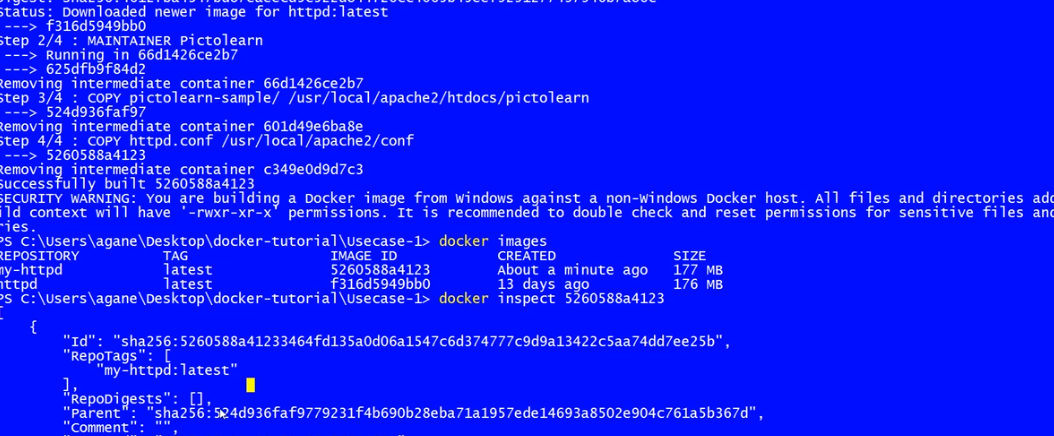 Status: Downloaded newer image for httpd:latest
---> f316d5949bb0
Step 2/4 : MAINTAINER Pictolearn
---> Running in 66d1426ce2b7
---> 625dfb9f84d2
Removing intermediate container 66d1426ce2b7
Step 3/4 : COPY pictolearn-sample/ /usr/local/apache2/htdocs/pictolearn
---> 524d936faf97
Removing intermediate container 601d49e6ba8e
Step 4/4 : COPY httpd.conf /usr/local/apache2/conf
---> 5260588a4123
Removing intermediate container c349e0d9d7c3
Successfully built 5260588a4123
SECURITY WARNING: You are building a Docker image from Windows against a non-Windows Docker host. All files and directories add
ild context will have '-rwxr-xr-x' permissions. It is recommended to double check and reset permissions for sensitive files and
ries.
PS C:\Users\agane\Desktop\docker-tutorial\Usecase-1> docker images
REPOSITORY TAG IMAGE ID CREATED SIZE
my-httpd latest 5260588a4123 About a minute ago 177 MB
httpd latest f316d5949bb0 13 days ago 176 MB
PS C:\Users\agane\Desktop\docker-tutorial\Usecase-1> docker inspect 5260588a4123
[
{
"Id": "sha256:5260588a41233464fd135a0d06a1547c6d374777c9d9a13422c5aa74dd7ee25b",
"RepoTags": [
"my-httpd:latest"
],
"RepoDigests": [],
"Parent": "sha256:524d936faf9779231f4b690b28eba71a1957ede14693a8502e904c761a5b367d",
"Comment": "",